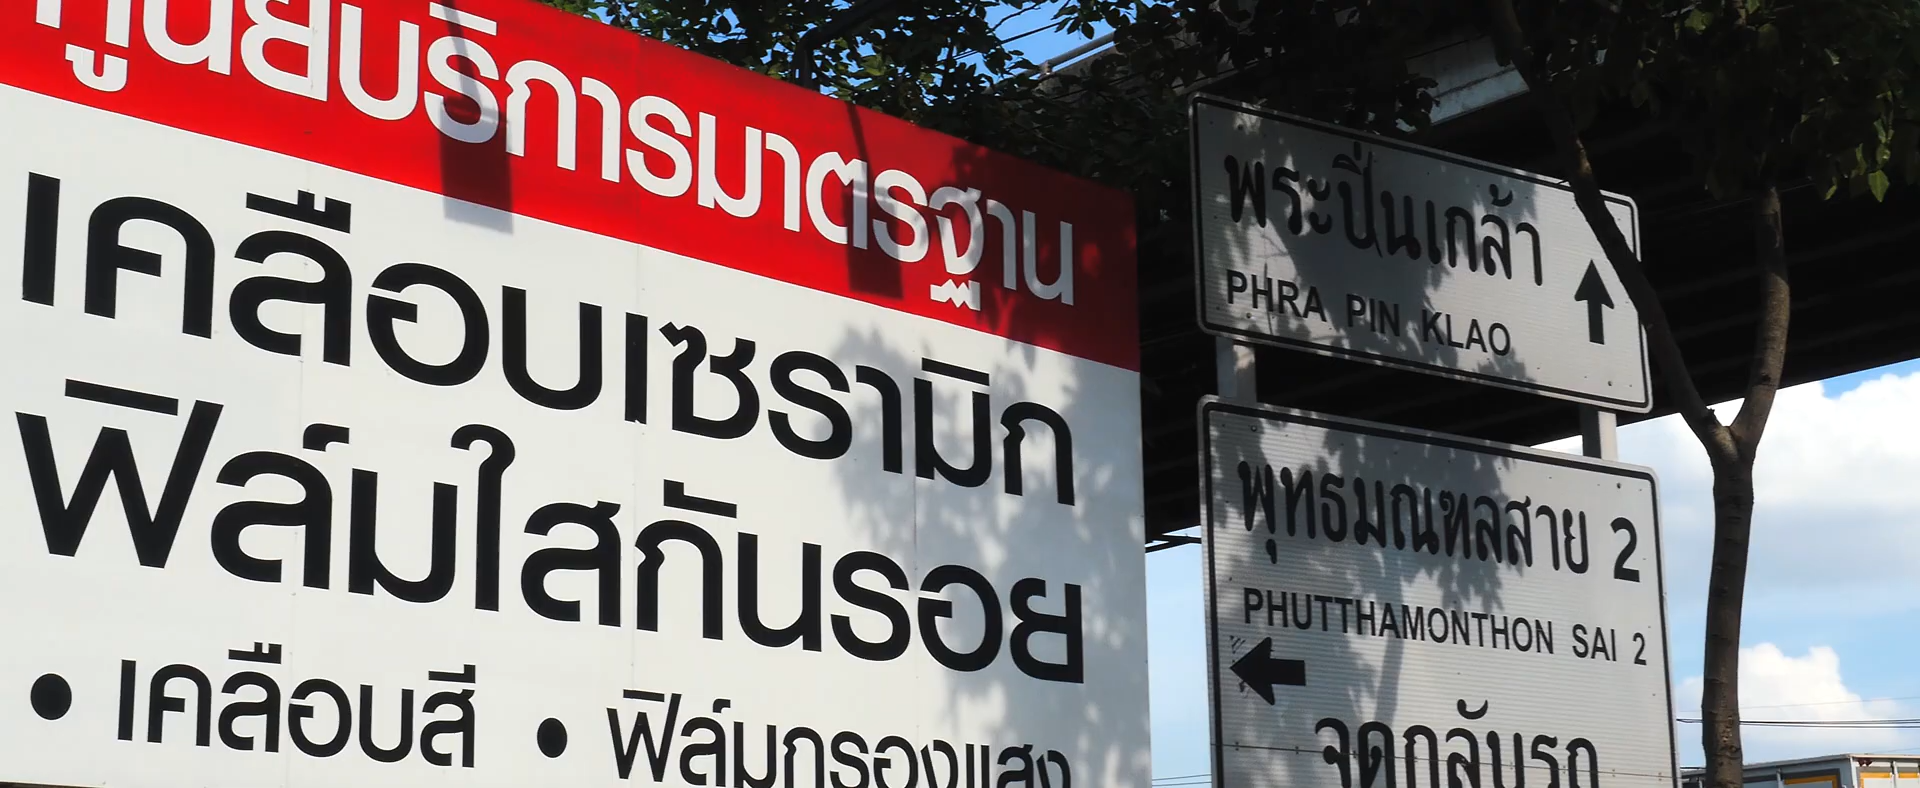 ศูนย์บริการมาตรฐาน
เคลือบเซรามิก
ฟิล์มใสกันรอย
• เคลือบสี • ฟิล์มกรองแสง
พระปิ่นเกล้า
PHRA PIN KLAO
พุทธมณฑลสาย 2
PHUTTHAMONTHON SAI 2
จุดกลับรถ